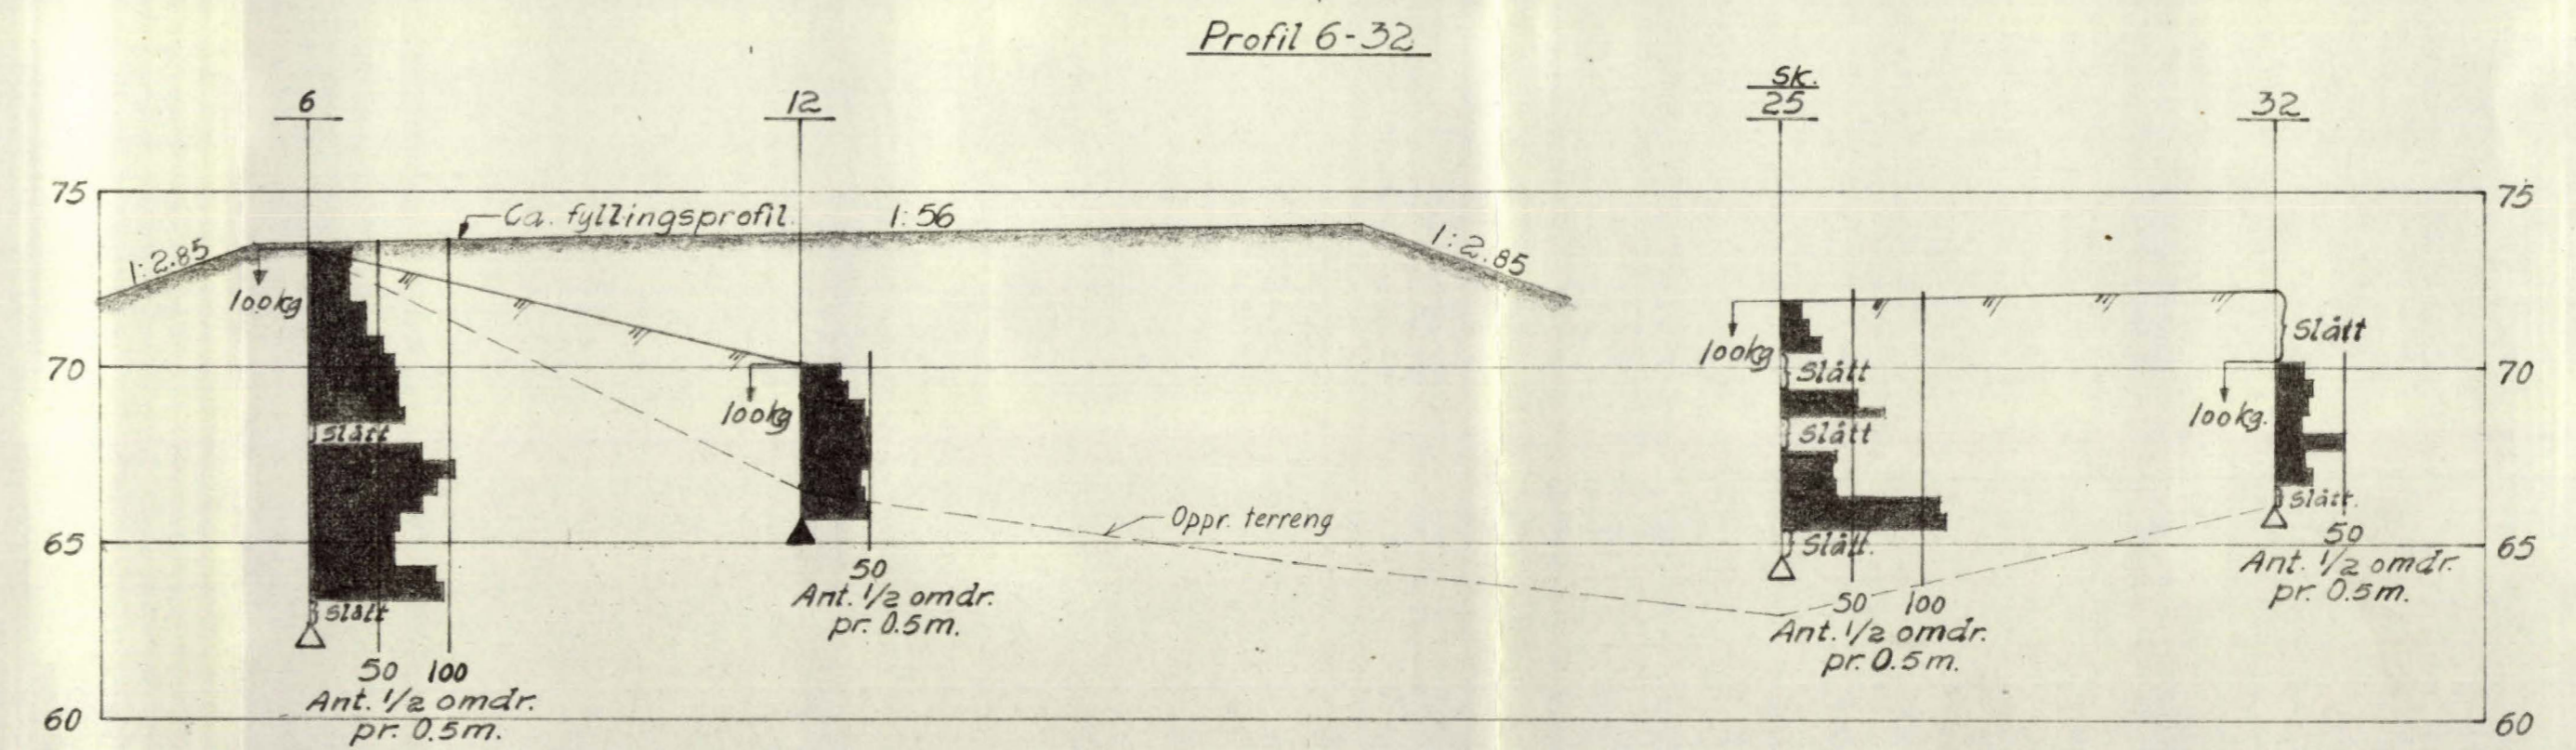 Profil 6-32
6
12
sk.
25
32
75
75
Ca. fyllingsprofil.
1:56
1:2.85
1:2.85
100kg
Slått
70
100kg
Slått
70
100kg
100kg.
Slått
Slått
Slått.
Oppr. terreng
65
Slått.
65
50
Ant. 1/2 omdr.
pr. 0.5m.
50
Ant. 1/2 omdr.
pr. 0.5m.
Slått
50 100
Ant. 1/2 omdr.
pr. 0.5m.
50 100
Ant. 1/2 omdr.
pr. 0.5m.
60
60